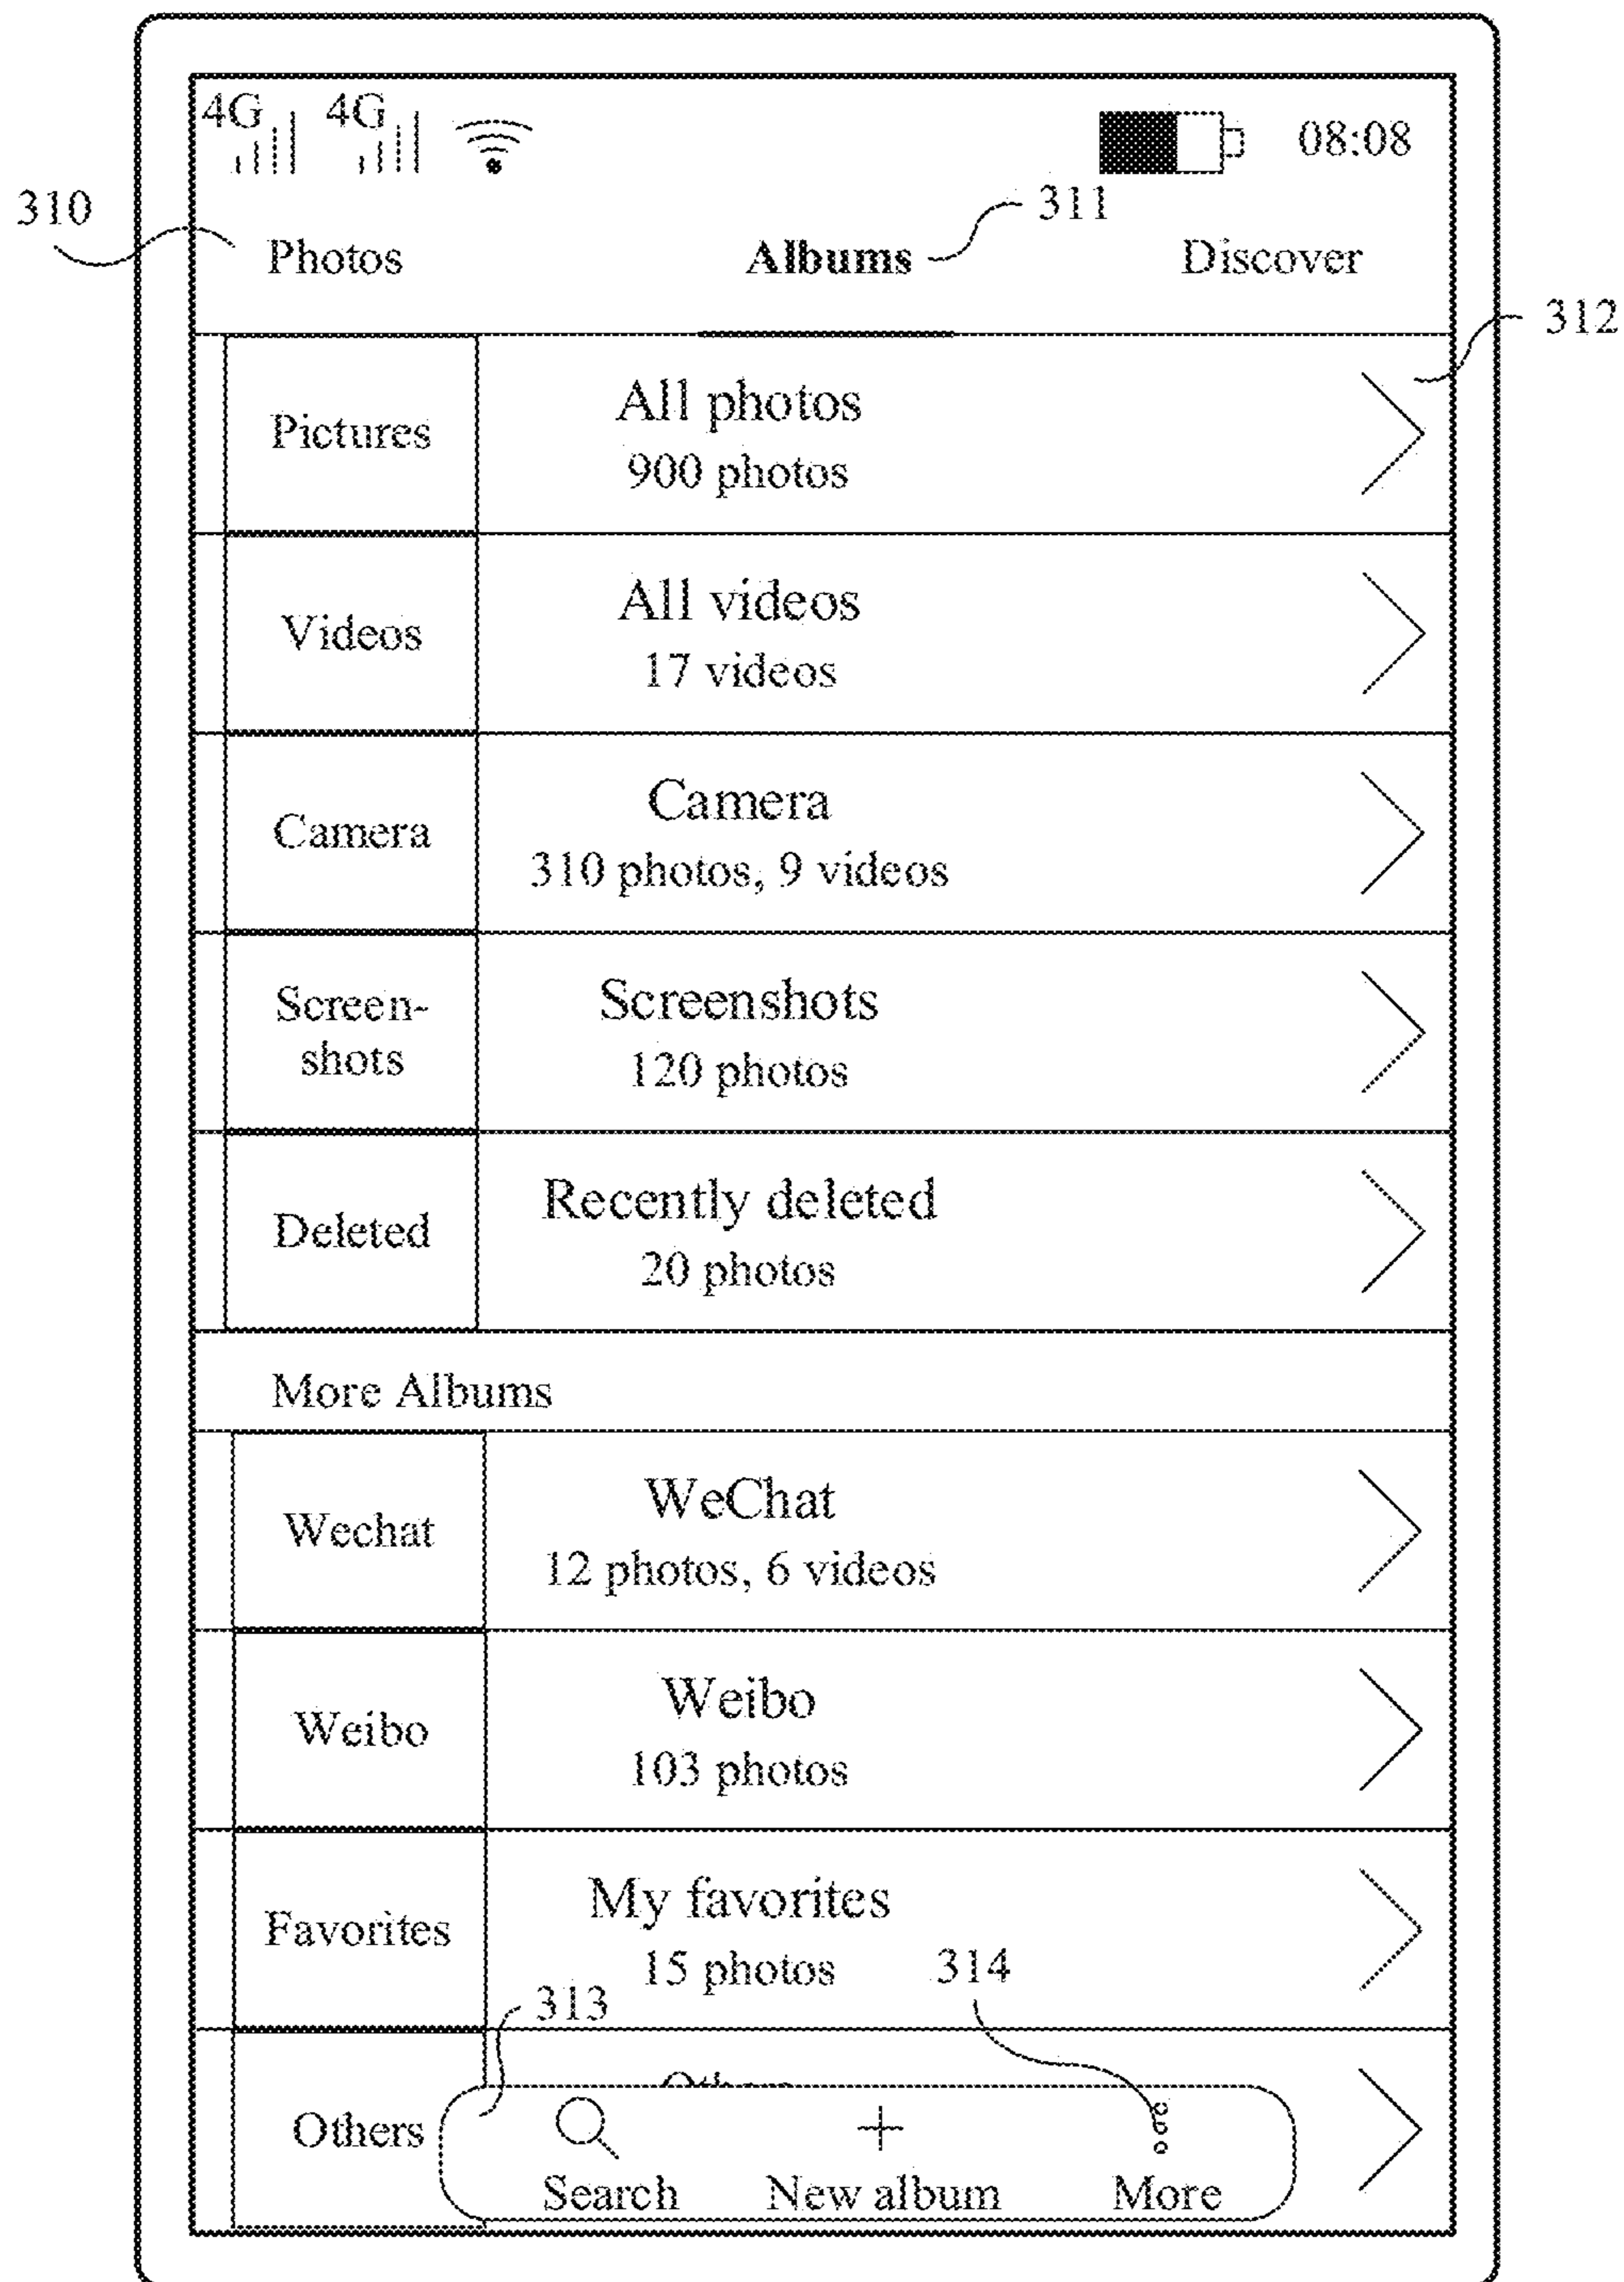 4G 4G 08:08
310
311
Photos Albums Discover
312
Pictures
All photos
900 photos
Videos
All videos
17 videos
Camera
Camera
310 photos, 9 videos
Screen-
shots
Screenshots
120 photos
Deleted
Recently deleted
20 photos
More Albums
Wechat
WeChat
12 photos, 6 videos
Weibo
Weibo
103 photos
Favorites
My favorites
15 photos
314
313
Others
Search New album More